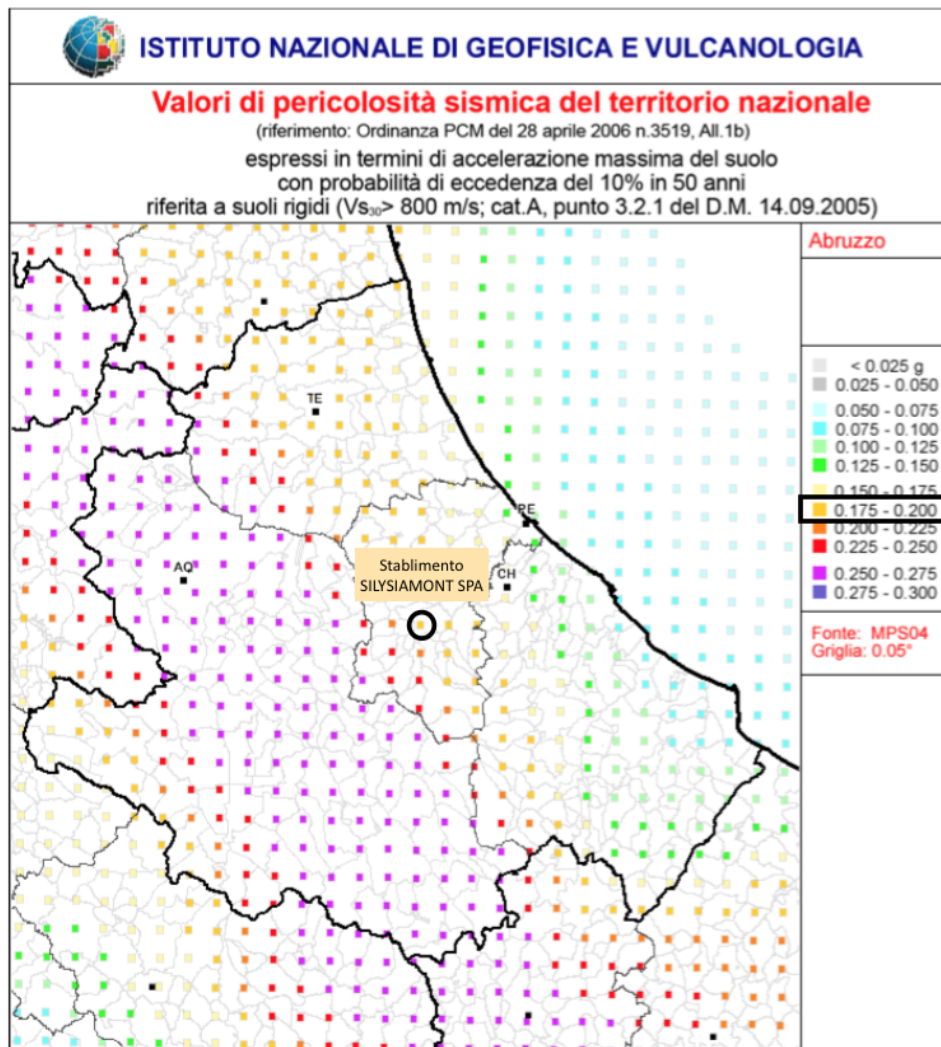 ISTITUTO NAZIONALE DI GEOFISICA E VULCANOLOGIA
Valori di pericolosità sismica del territorio nazionale
(riferimento: Ordinanza PCM del 28 aprile 2006 n.3519, All.1b)
espressi in termini di accelerazione massima del suolo
con probabilità di eccedenza del 10% in 50 anni
riferita a suoli rigidi (Vs₃₀> 800 m/s; cat.A, punto 3.2.1 del D.M. 14.09.2005)
Abruzzo
< 0.025 g
0.025 - 0.050
0.050 - 0.075
0.075 - 0.100
0.100 - 0.125
0.125 - 0.150
0.150 - 0.175
0.175 - 0.200
0.200 - 0.225
0.225 - 0.250
0.250 - 0.275
0.275 - 0.300
Fonte: MPS04
Griglia: 0.05°
TE
PE
AQ
Stablimento
SILYSIAMONT SPA
CH